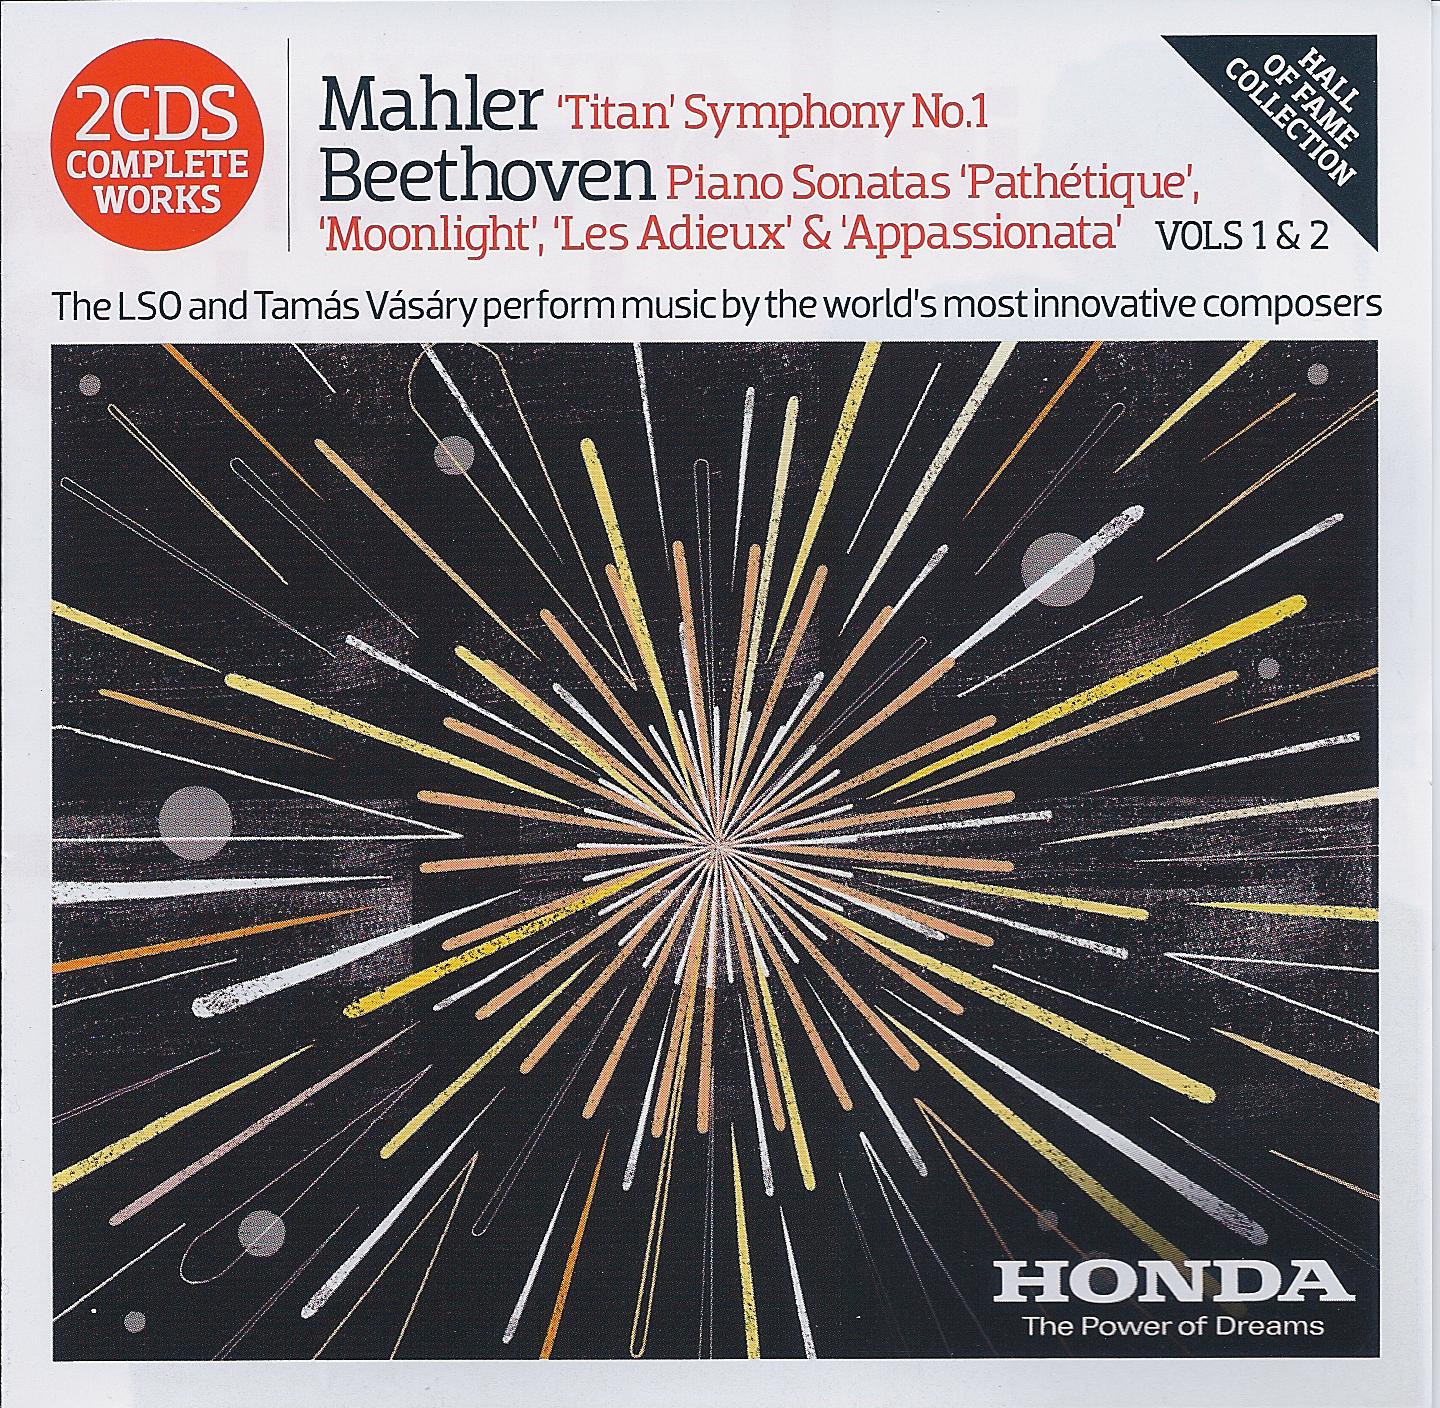 2CDS
COMPLETE
WORKS
Mahler 'Titan' Symphony No.1
Beethoven Piano Sonatas 'Pathétique',
'Moonlight', 'Les Adieux' & 'Appassionata' VOLS 1 & 2
HALL
OF FAME
COLLECTION
The LSO and Tamás Vásáry perform music by the world's most innovative composers
HONDA
The Power of Dreams